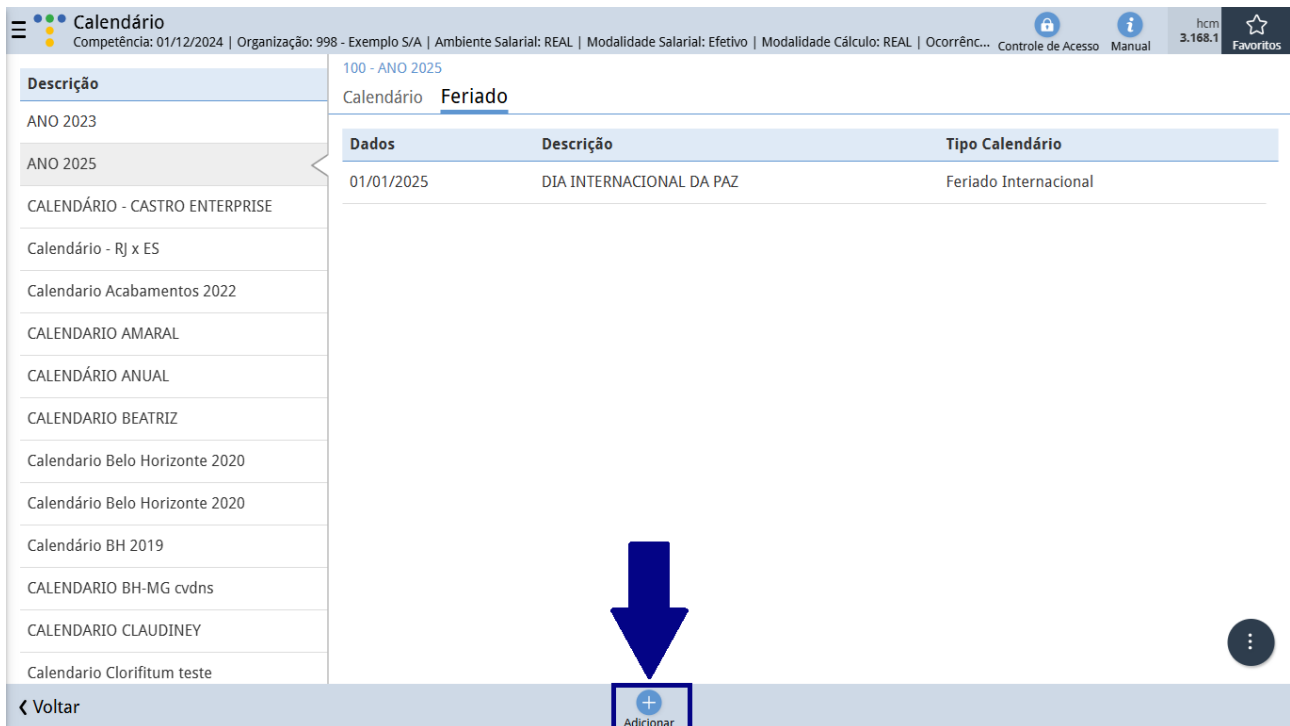 Calendário
Competência: 01/12/2024 | Organização: 998 - Exemplo S/A | Ambiente Salarial: REAL | Modalidade Salarial: Efetivo | Modalidade Cálculo: REAL | Ocorrênc...
Controle de Acesso
Manual
hcm
3.168.1
Favoritos
Descrição
ANO 2023
ANO 2025
CALENDÁRIO - CASTRO ENTERPRISE
Calendário - RJ x ES
Calendario Acabamentos 2022
CALENDARIO AMARAL
CALENDÁRIO ANUAL
CALENDARIO BEATRIZ
Calendario Belo Horizonte 2020
Calendário Belo Horizonte 2020
Calendário BH 2019
CALENDARIO BH-MG cvdns
CALENDARIO CLAUDINEY
Calendario Clorifitum teste
100 - ANO 2025
Calendário Feriado
Dados Descrição Tipo Calendário
01/01/2025 DIA INTERNACIONAL DA PAZ Feriado Internacional
Voltar
Adicionar